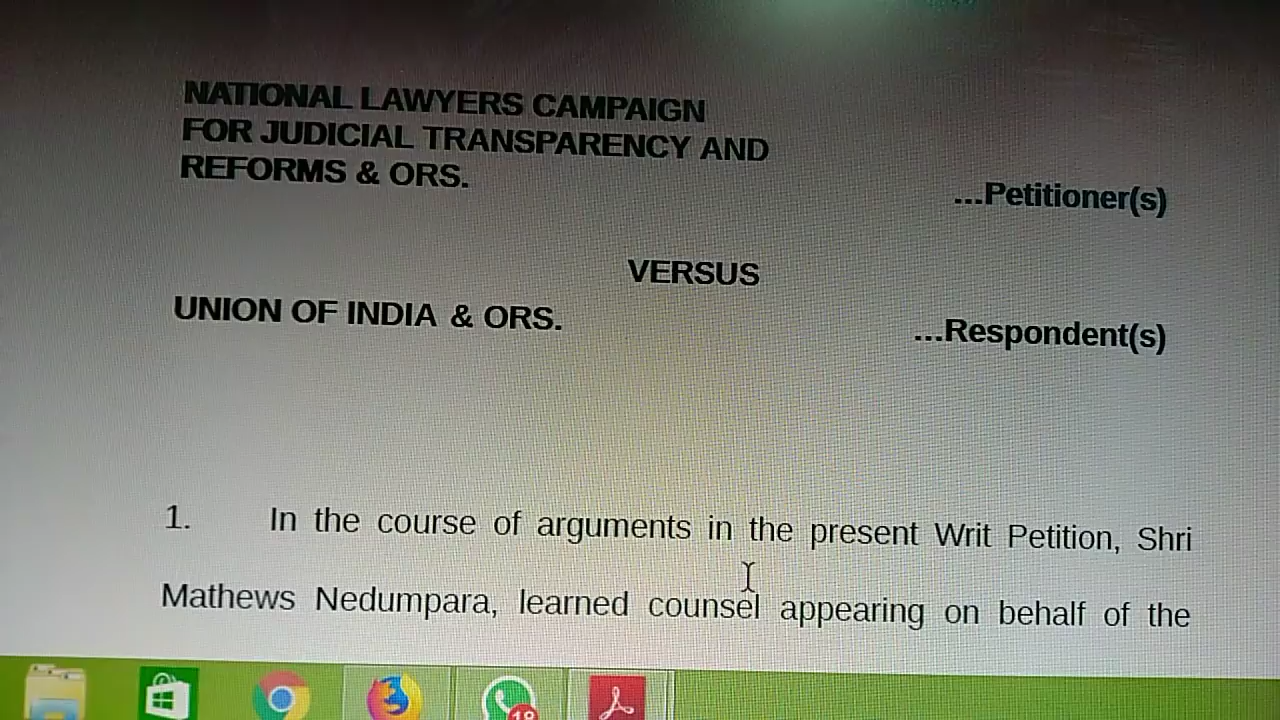 NATIONAL LAWYERS CAMPAIGN
FOR JUDICIAL TRANSPARENCY AND
REFORMS & ORS.
...Petitioner(s)
VERSUS
UNION OF INDIA & ORS.
...Respondent(s)
1. In the course of arguments in the present Writ Petition, Shri
Mathews Nedumpara, learned counsel appearing on behalf of the
18